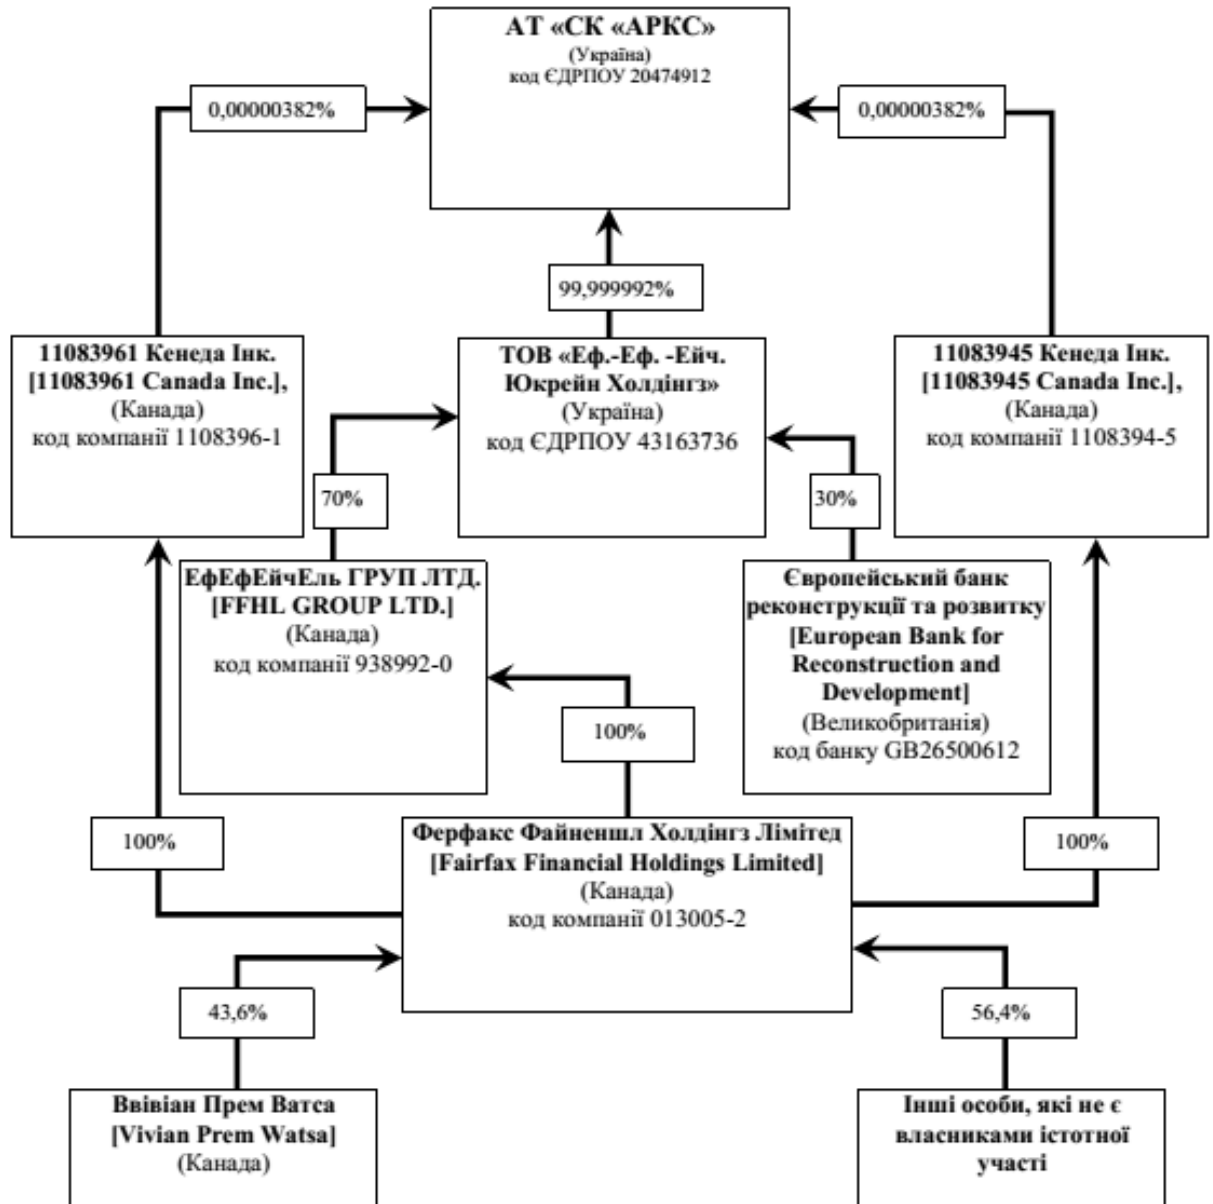 АТ «СК «АРКС»
(Україна)
код ЄДРПОУ 20474912
0,00000382%
0,00000382%
99,999992%
11083961 Кенеда Інк.
[11083961 Canada Inc.],
(Канада)
код компанії 1108396-1
ТОВ «Еф.-Еф. -Ейч.
Юкрейн Холдінгз»
(Україна)
код ЄДРПОУ 43163736
11083945 Кенеда Інк.
[11083945 Canada Inc.],
(Канада)
код компанії 1108394-5
70%
30%
ЕфЕфЕйчЕль ГРУП ЛТД.
[FFHL GROUP LTD.]
(Канада)
код компанії 938992-0
Європейський банк
реконструкції та розвитку
[European Bank for
Reconstruction and
Development]
(Великобританія)
код банку GB26500612
100%
100%
100%
Ферфакс Файненшл Холдінгз Лімітед
[Fairfax Financial Holdings Limited]
(Канада)
код компанії 013005-2
43,6%
56,4%
Ввівіан Прем Ватса
[Vivian Prem Watsa]
(Канада)
Інші особи, які не є
власниками істотної
участі